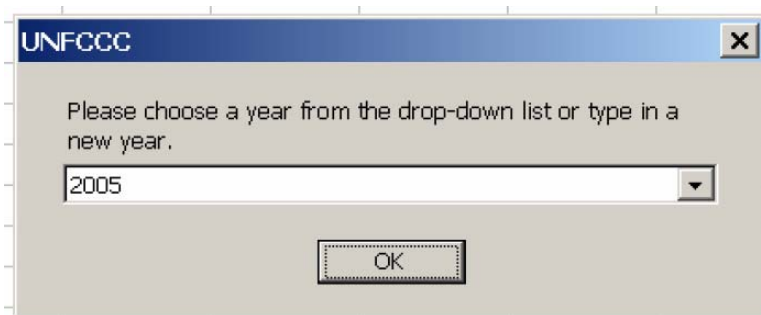 UNFCCC
Please choose a year from the drop-down list or type in a
new year.
2005
OK